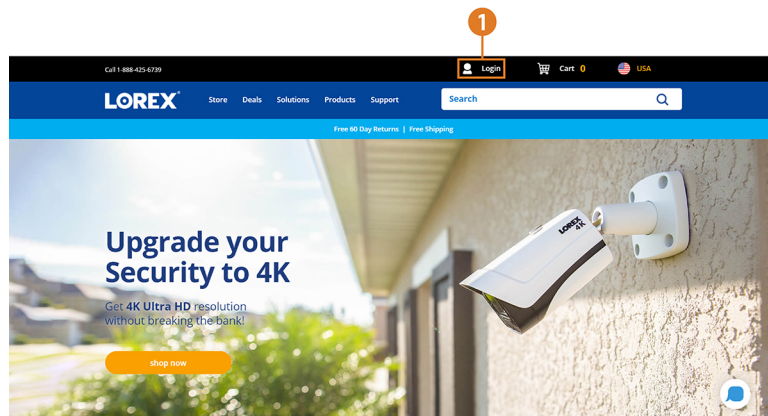 1
Call 1-888-425-6739
Login
Cart 0
USA
LOREX®
Store Deals Solutions Products Support
Search
Free 60 Day Returns | Free Shipping
Upgrade your
Security to 4K
Get 4K Ultra HD resolution
without breaking the bank!
shop now
LOREX
4K